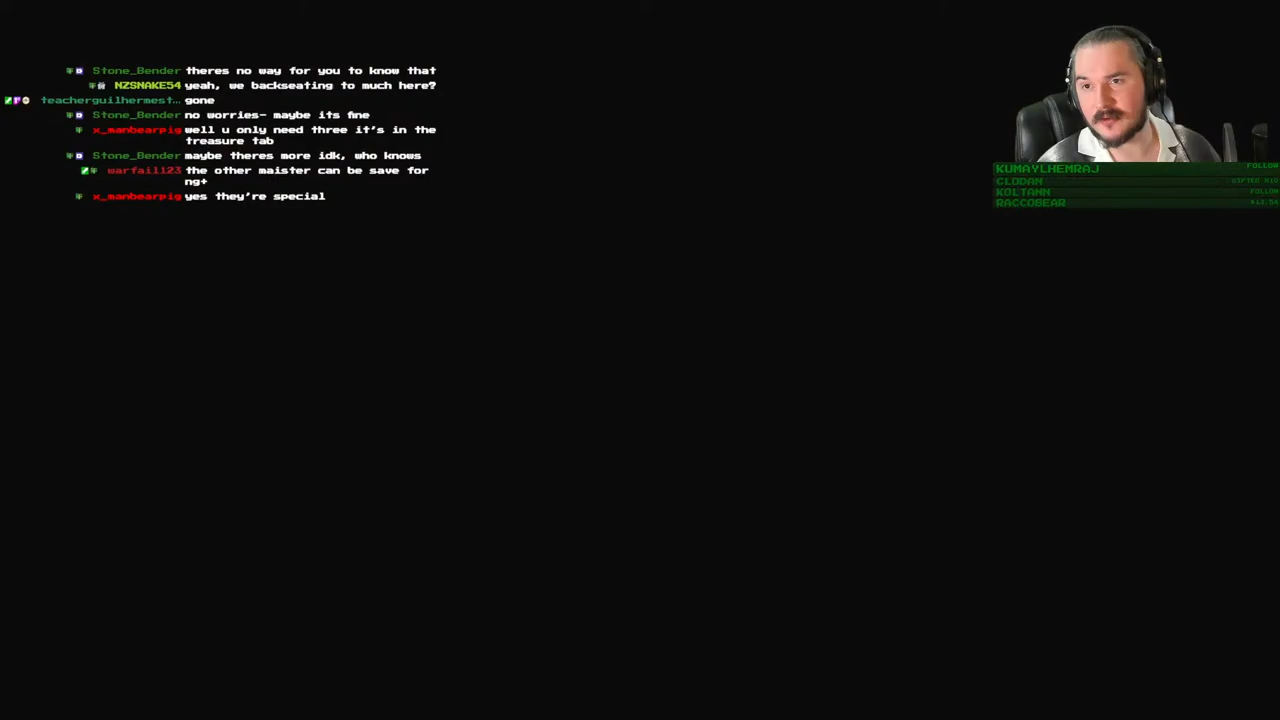 Stone_Bender theres no way for you to know that
NZSNAKE54 yeah, we backseating to much here?
teacherguilhermest... gone
Stone_Bender no worries- maybe its fine
x_manbearpig well u only need three it's in the
treasure tab
Stone_Bender maybe theres more idk, who knows
warfail123 the other maister can be save for
ng+
x_manbearpig yes they're special
KUMAYLHEMRAJ FOLLOW
CLODAN
KOLTANN FOLLOW
RACCOBEAR